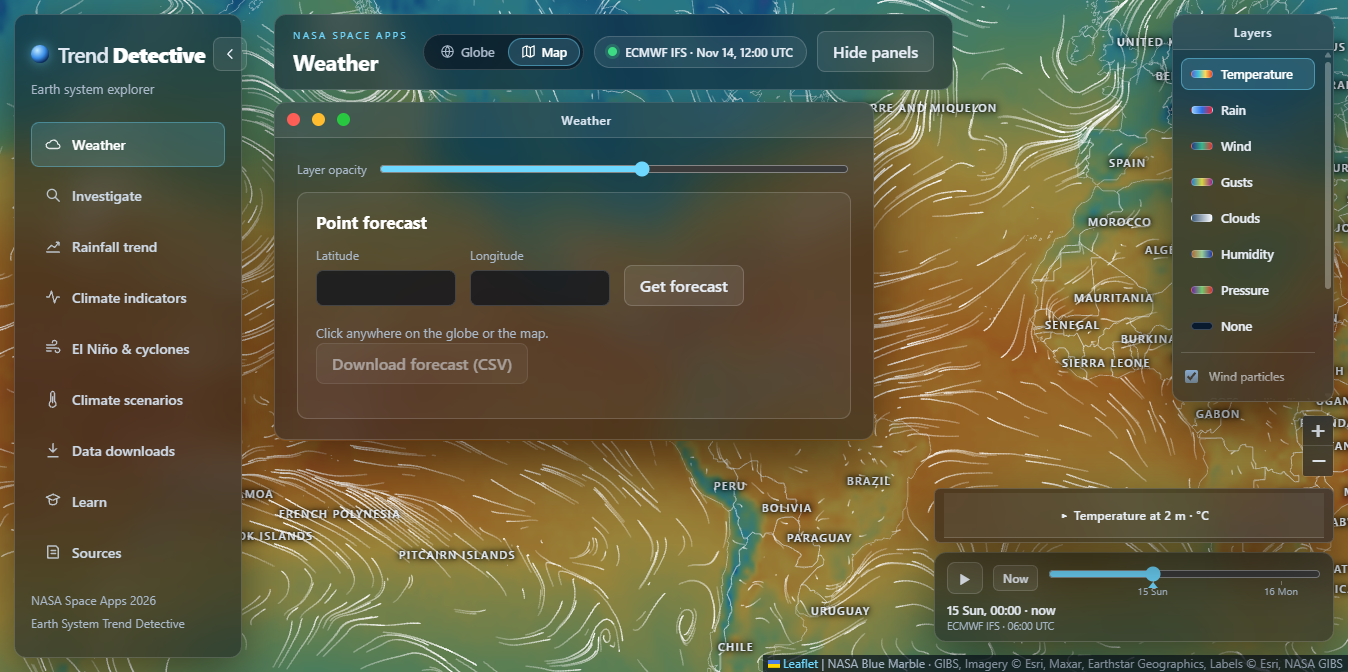 Trend Detective
Earth system explorer
Weather
Investigate
Rainfall trend
Climate indicators
El Niño & cyclones
Climate scenarios
Data downloads
Learn
Sources
NASA Space Apps 2026
Earth System Trend Detective
NASA SPACE APPS
Weather
Globe
Map
ECMWF IFS · Nov 14, 12:00 UTC
Hide panels
Weather
Layer opacity
Point forecast
Latitude
Longitude
Get forecast
Click anywhere on the globe or the map.
Download forecast (CSV)
Layers
Temperature
Rain
Wind
Gusts
Clouds
Humidity
Pressure
None
Wind particles
+
−
UNITED K
BE
RRE AND MIQUELON
SPAIN
MOROCCO
ALG
MAURITANIA
SENEGAL
BURKINA
SIERRA LEONE
GABON
UGAN
MOA
FRENCH POLYNESIA
OK ISLANDS
PITCAIRN ISLANDS
PERU
BRAZIL
BOLIVIA
PARAGUAY
URUGUAY
CHILE
▸ Temperature at 2 m · °C
Now
15 Sun
16 Mon
15 Sun, 00:00 · now
ECMWF IFS · 06:00 UTC
Leaflet | NASA Blue Marble · GIBS, Imagery © Esri, Maxar, Earthstar Geographics, Labels © Esri, NASA GIBS